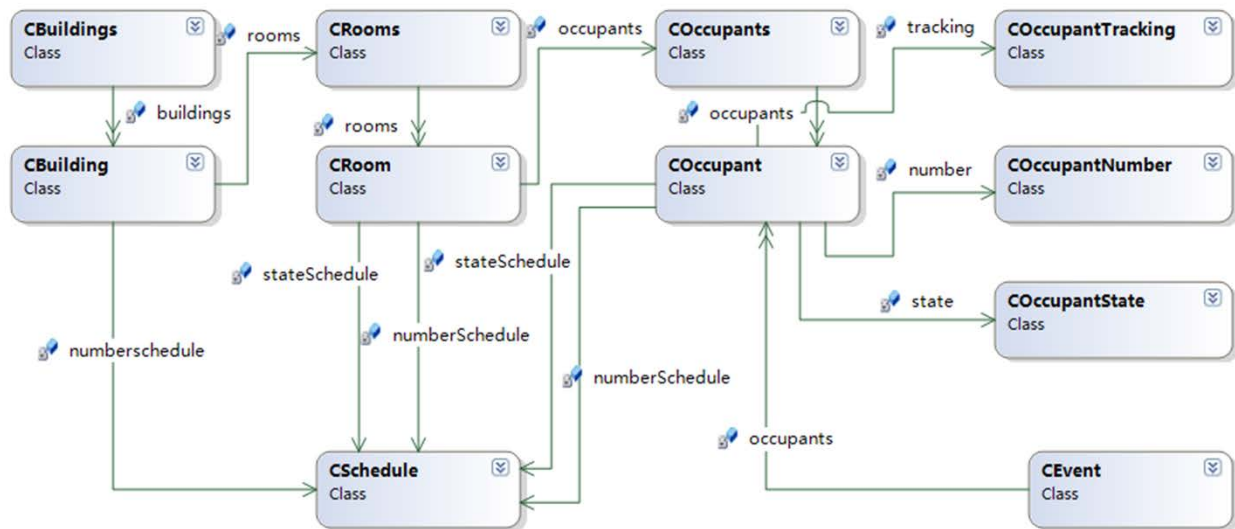 CBuildings
Class
rooms
CRooms
Class
occupants
COccupants
Class
tracking
COccupantTracking
Class
buildings
rooms
occupants
CBuilding
Class
CRoom
Class
COccupant
Class
number
COccupantNumber
Class
stateSchedule
stateSchedule
state
COccupantState
Class
numberschedule
numberSchedule
numberSchedule
occupants
CSchedule
Class
CEvent
Class